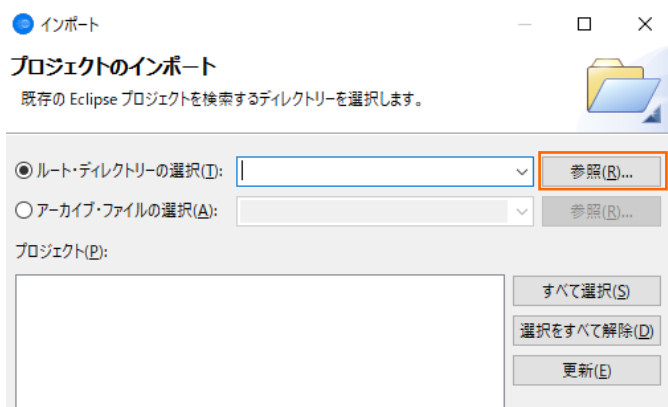 インポート
プロジェクトのインポート
既存の Eclipse プロジェクトを検索するディレクトリーを選択します。
ルート・ディレクトリーの選択(T): 参照(R)...
アーカイブ・ファイルの選択(A): 参照(R)...
プロジェクト(P):
すべて選択(S)
選択をすべて解除(D)
更新(E)